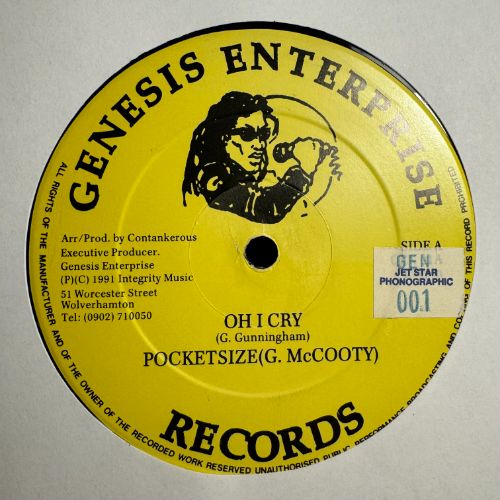 GENESIS ENTERPRISE
Arr/Prod. by Contankerous
Executive Producer.
Genesis Enterprise
(P)(C) 1991 Integrity Music
51 Worcester Street
Wolverhamton
Tel: (0902) 710050
SIDE A
GEN
JET STAR
PHONOGRAPHIC
001
OH I CRY
(G. Gunningham)
POCKETSIZE(G. McCOOTY)
RECORDS
ALL RIGHTS OF THE MANUFACTURER AND OF THE OWNER OF THE RECORDED WORK RESERVED UNAUTHORISED PUBLIC PERFORMANCE BROADCASTING AND OF THIS RECORD PROHIBITED